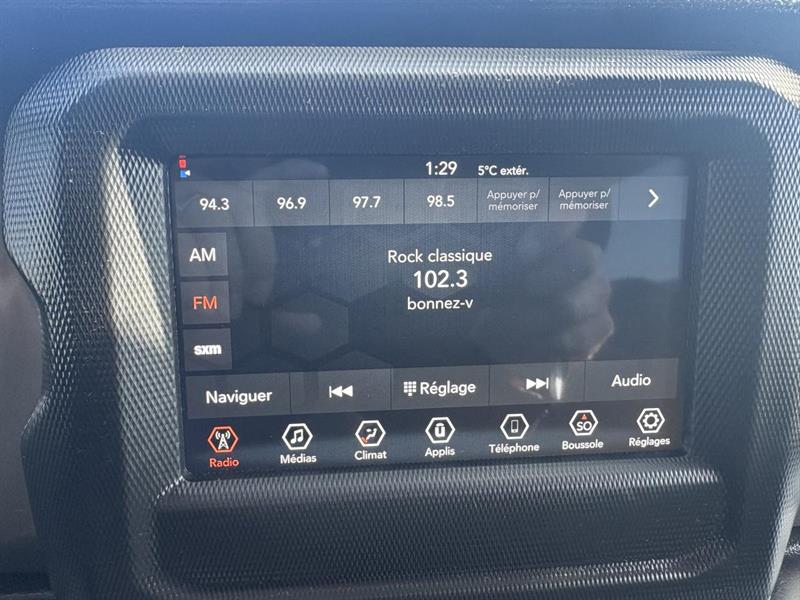 1:29 5°C extér.
94.3 96.9 97.7 98.5 Appuyer p/ Appuyer p/
mémoriser mémoriser
AM
Rock classique
102.3
FM
bonnez-v
sxm
Naviguer Réglage Audio
SO
Radio Médias Climat Applis Téléphone Boussole Réglages